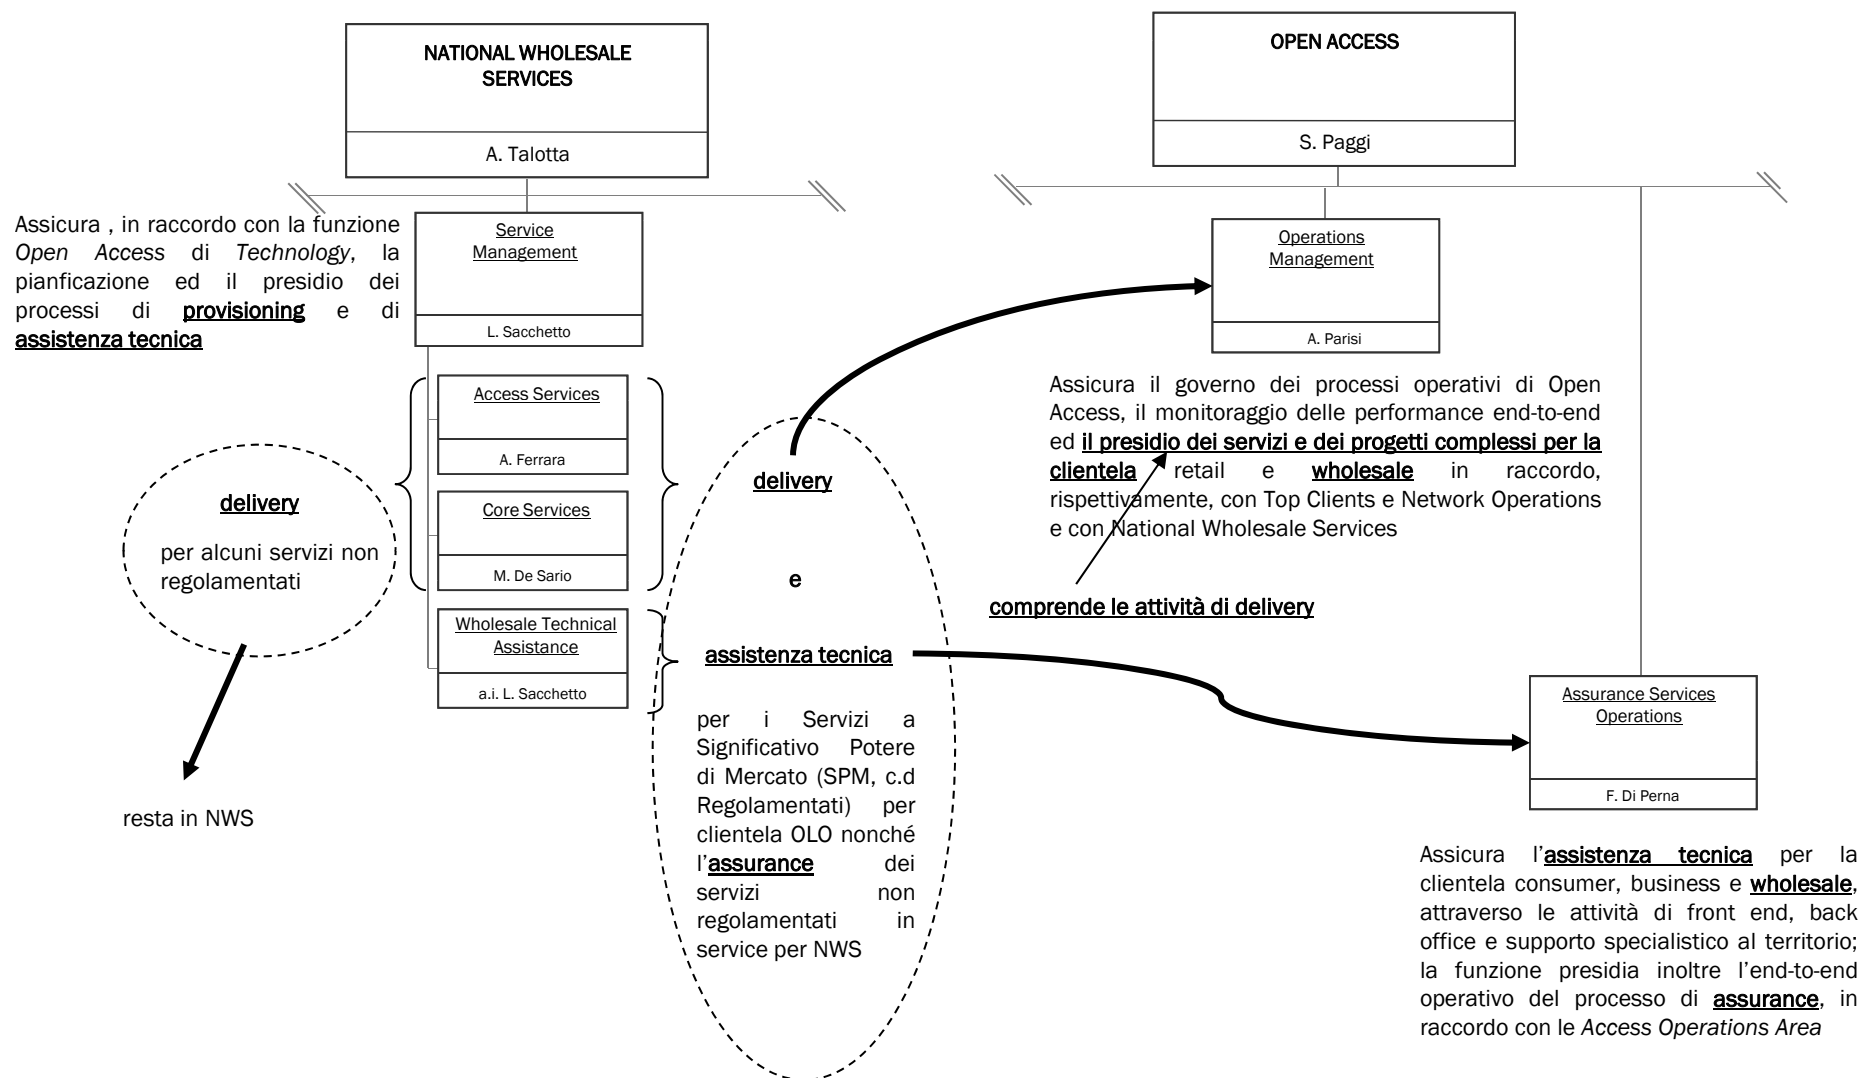 NATIONAL WHOLESALE
SERVICES
A. Talotta
OPEN ACCESS
S. Paggi
Assicura , in raccordo con la funzione
Open Access di Technology, la
pianficazione ed il presidio dei
processi di provisioning e di
assistenza tecnica
Service
Management
L. Sacchetto
Operations
Management
A. Parisi
Access Services
A. Ferrara
Core Services
M. De Sario
Wholesale Technical
Assistance
a.i. L. Sacchetto
delivery
per alcuni servizi non
regolamentati
resta in NWS
delivery
e
assistenza tecnica
per i Servizi a
Significativo Potere
di Mercato (SPM, c.d
Regolamentati) per
clientela OLO nonché
l'assurance dei
servizi non
regolamentati in
service per NWS
Assicura il governo dei processi operativi di Open
Access, il monitoraggio delle performance end-to-end
ed il presidio dei servizi e dei progetti complessi per la
clientela retail e wholesale in raccordo,
rispettivamente, con Top Clients e Network Operations
e con National Wholesale Services
comprende le attività di delivery
Assurance Services
Operations
F. Di Perna
Assicura l'assistenza tecnica per la
clientela consumer, business e wholesale,
attraverso le attività di front end, back
office e supporto specialistico al territorio;
la funzione presidia inoltre l'end-to-end
operativo del processo di assurance, in
raccordo con le Access Operations Area